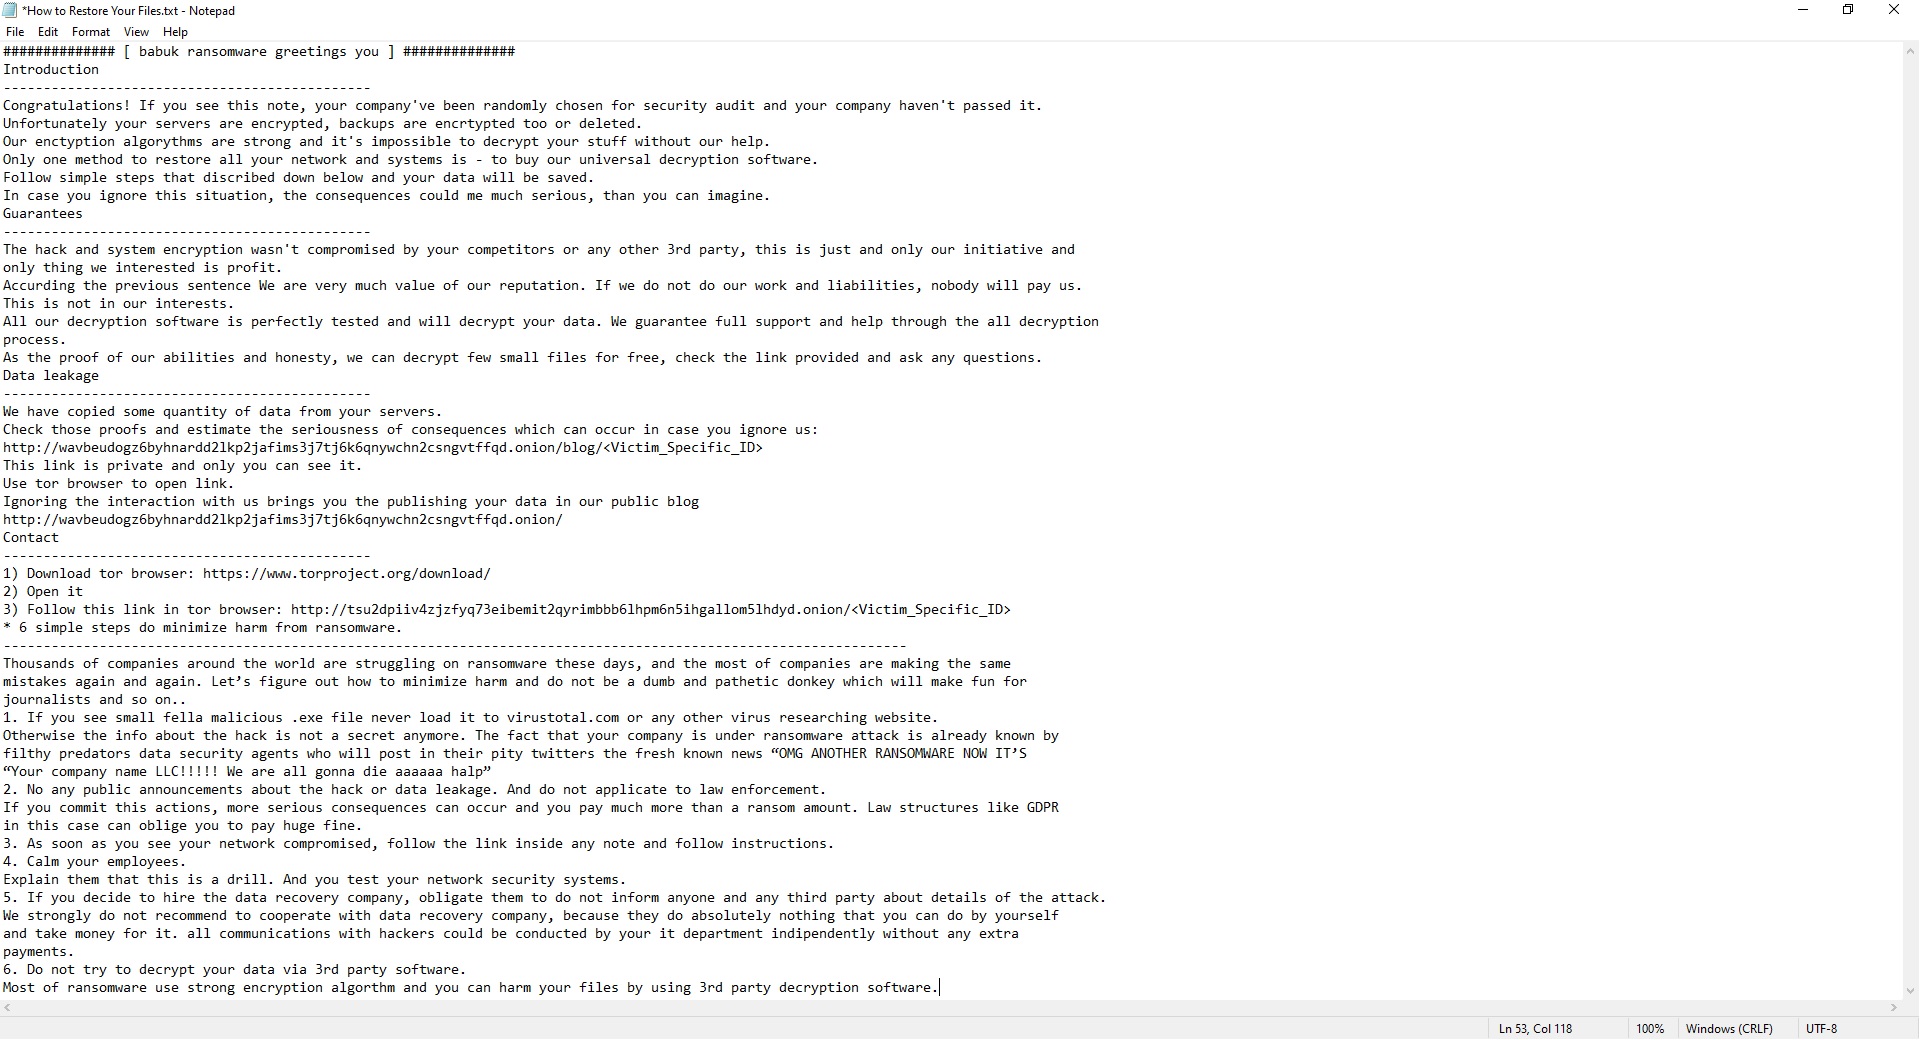 *How to Restore Your Files.txt - Notepad
File Edit Format View Help
############## [ babuk ransomware greetings you ] ##############
Introduction
----------------------------------------------
Congratulations! If you see this note, your company've been randomly chosen for security audit and your company haven't passed it.
Unfortunately your servers are encrypted, backups are encrtypted too or deleted.
Our enctyption algorythms are strong and it's impossible to decrypt your stuff without our help.
Only one method to restore all your network and systems is - to buy our universal decryption software.
Follow simple steps that discribed down below and your data will be saved.
In case you ignore this situation, the consequences could me much serious, than you can imagine.
Guarantees
----------------------------------------------
The hack and system encryption wasn't compromised by your competitors or any other 3rd party, this is just and only our initiative and
only thing we interested is profit.
Accurding the previous sentence We are very much value of our reputation. If we do not do our work and liabilities, nobody will pay us.
This is not in our interests.
All our decryption software is perfectly tested and will decrypt your data. We guarantee full support and help through the all decryption
process.
As the proof of our abilities and honesty, we can decrypt few small files for free, check the link provided and ask any questions.
Data leakage
----------------------------------------------
We have copied some quantity of data from your servers.
Check those proofs and estimate the seriousness of consequences which can occur in case you ignore us:
http://wavbeudogz6byhnardd2lkp2jafims3j7tj6k6qnywchn2csngvtffqd.onion/blog/<Victim_Specific_ID>
This link is private and only you can see it.
Use tor browser to open link.
Ignoring the interaction with us brings you the publishing your data in our public blog
http://wavbeudogz6byhnardd2lkp2jafims3j7tj6k6qnywchn2csngvtffqd.onion/
Contact
----------------------------------------------
1) Download tor browser: https://www.torproject.org/download/
2) Open it
3) Follow this link in tor browser: http://tsu2dpiiv4zjzfyq73eibemit2qyrimbbb6lhpm6n5ihgallom5lhdyd.onion/<Victim_Specific_ID>
* 6 simple steps do minimize harm from ransomware.
-----------------------------------------------------------------------------------------------------------------
Thousands of companies around the world are struggling on ransomware these days, and the most of companies are making the same
mistakes again and again. Let’s figure out how to minimize harm and do not be a dumb and pathetic donkey which will make fun for
journalists and so on..
1. If you see small fella malicious .exe file never load it to virustotal.com or any other virus researching website.
Otherwise the info about the hack is not a secret anymore. The fact that your company is under ransomware attack is already known by
filthy predators data security agents who will post in their pity twitters the fresh known news “OMG ANOTHER RANSOMWARE NOW IT’S
“Your company name LLC!!!!! We are all gonna die aaaaaa halp”
2. No any public announcements about the hack or data leakage. And do not applicate to law enforcement.
If you commit this actions, more serious consequences can occur and you pay much more than a ransom amount. Law structures like GDPR
in this case can oblige you to pay huge fine.
3. As soon as you see your network compromised, follow the link inside any note and follow instructions.
4. Calm your employees.
Explain them that this is a drill. And you test your network security systems.
5. If you decide to hire the data recovery company, obligate them to do not inform anyone and any third party about details of the attack.
We strongly do not recommend to cooperate with data recovery company, because they do absolutely nothing that you can do by yourself
and take money for it. all communications with hackers could be conducted by your it department indipendently without any extra
payments.
6. Do not try to decrypt your data via 3rd party software.
Most of ransomware use strong encryption algorthm and you can harm your files by using 3rd party decryption software.
Ln 53, Col 118 100% Windows (CRLF) UTF-8